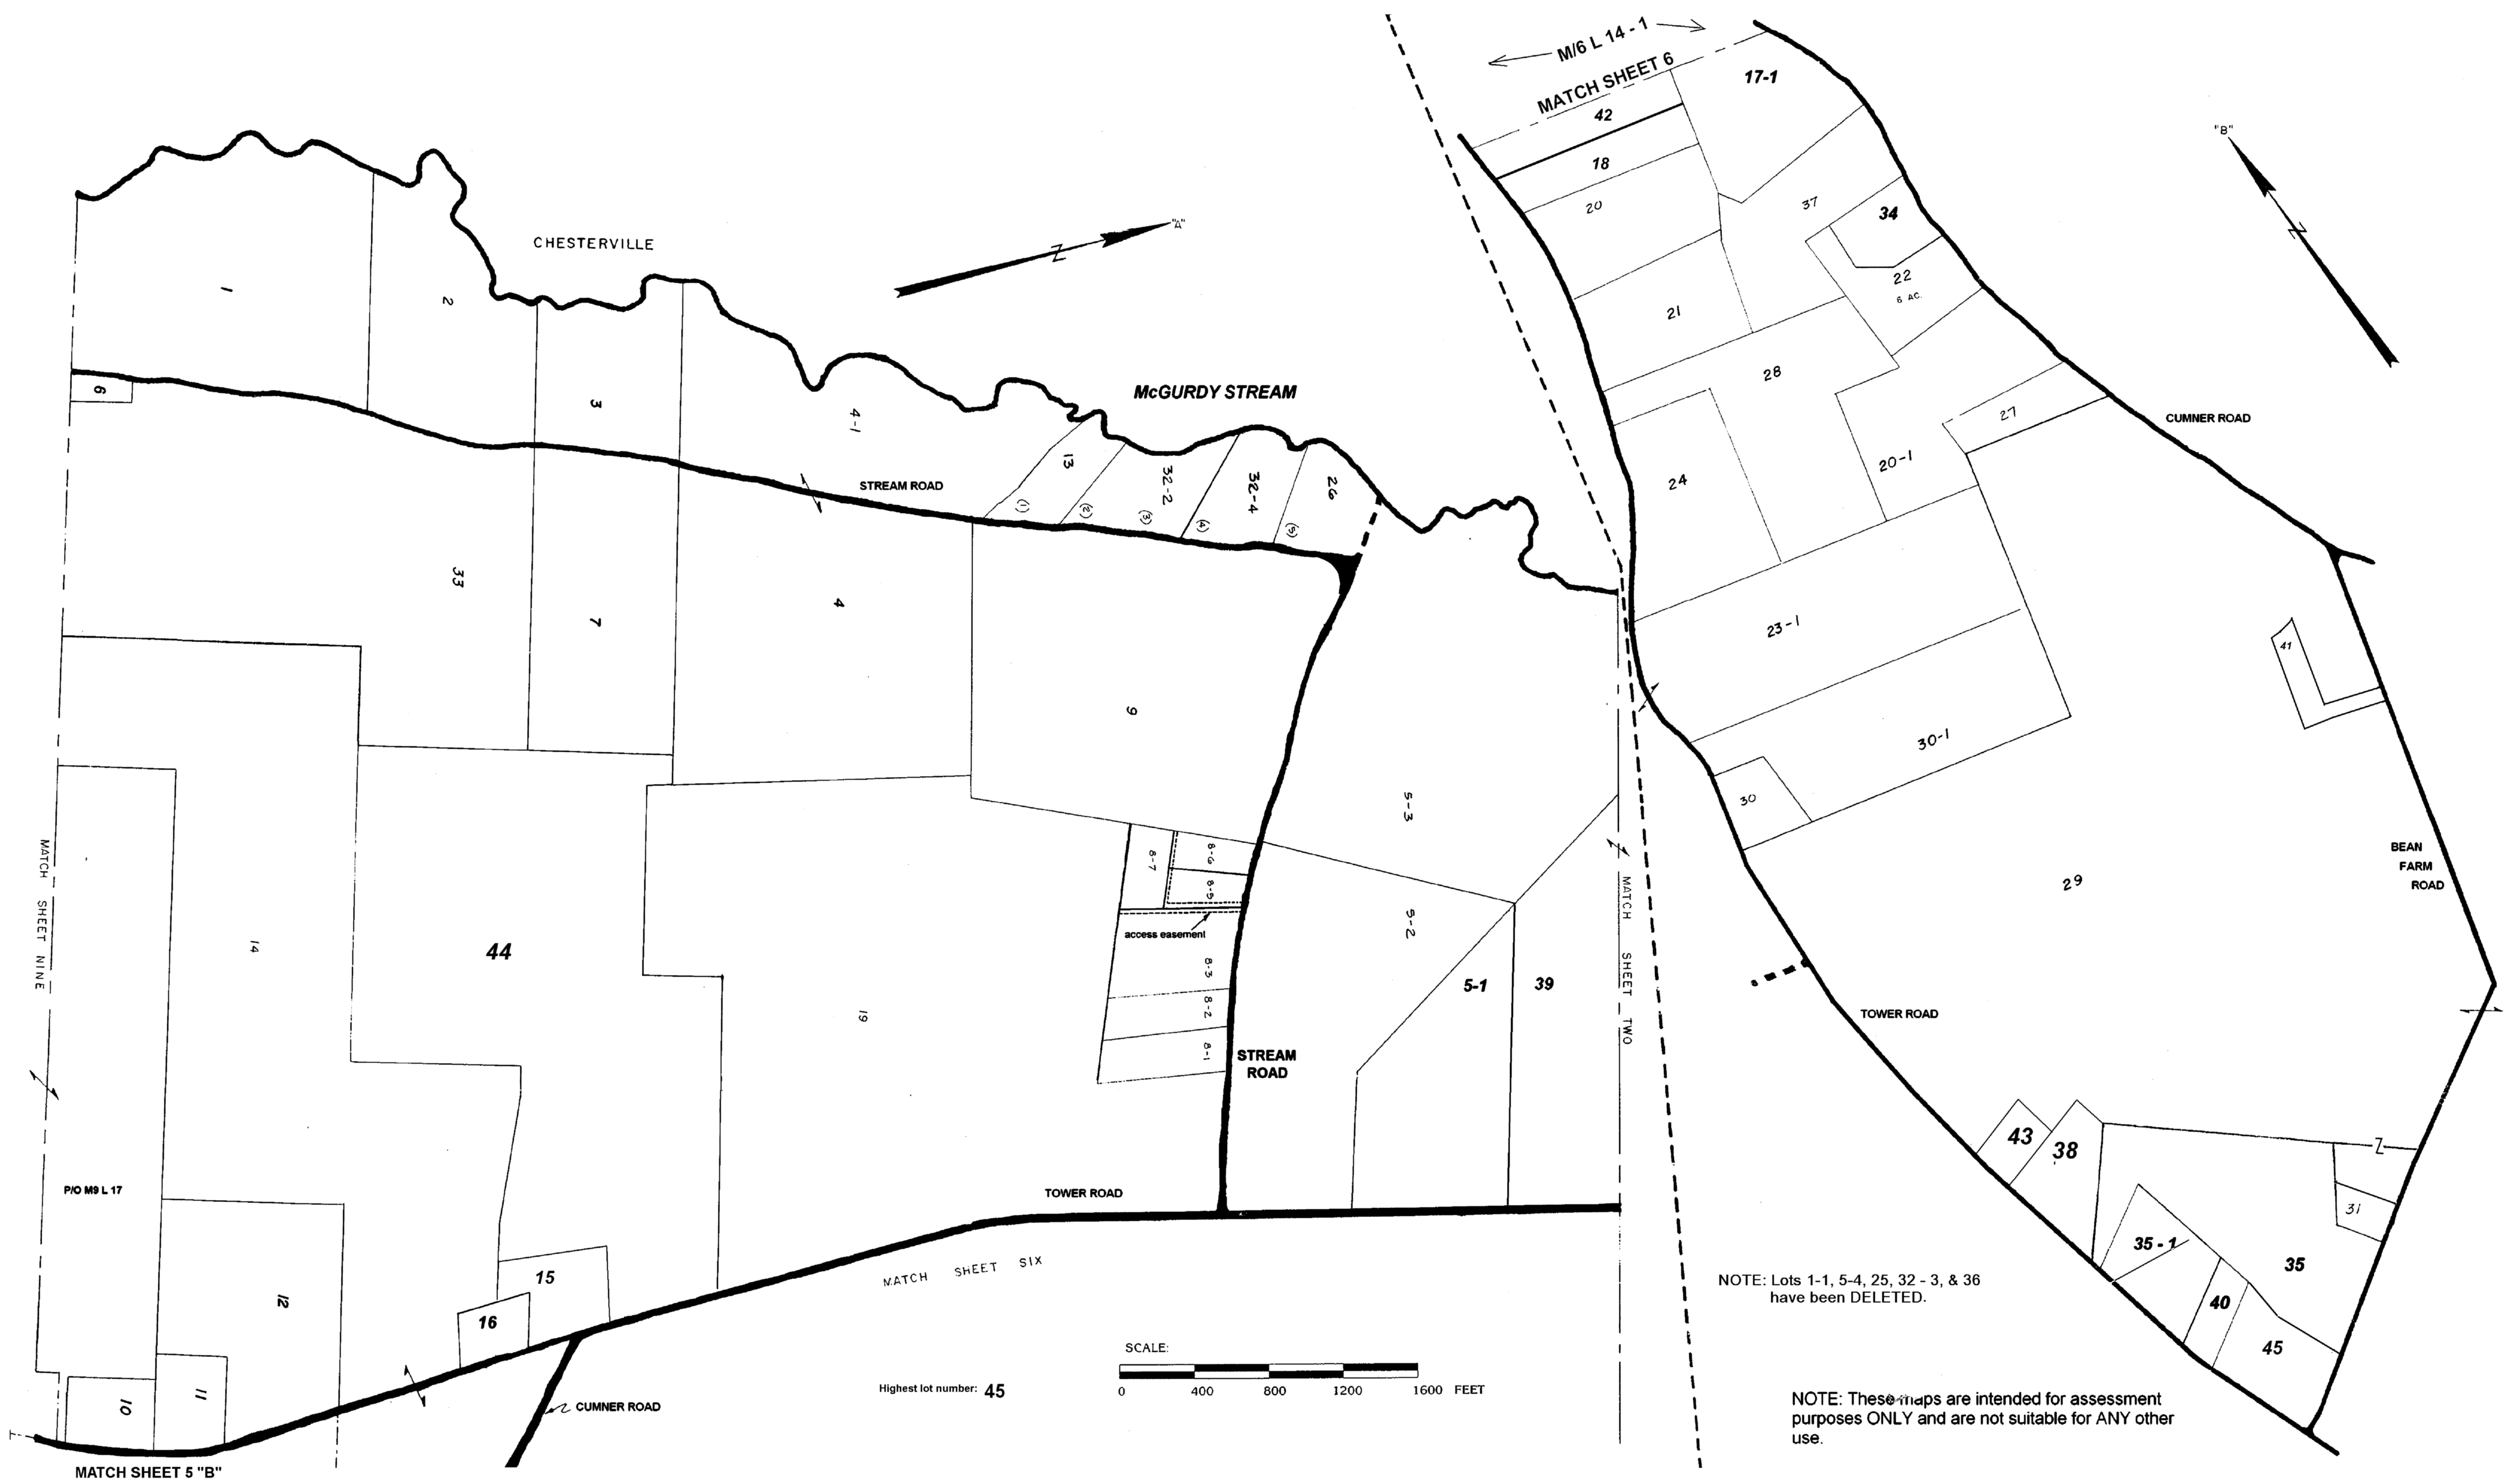 M/6 L 14 - 1
MATCH SHEET 6
17-1
42
18
20
37
34
22
6 AC.
21
28
27
20-1
24
23-1
30-1
30
41
29
"B"
N
CUMNER ROAD
BEAN
FARM
ROAD
TOWER ROAD
43
38
35 - 1
35
31
Z
40
45
CHESTERVILLE
"A"
N
McGURDY STREAM
1
2
3
4-1
13
32-2
32-4
26
(1)
(2)
(3)
(4)
(5)
6
STREAM ROAD
33
7
4
9
5-3
5-2
5-1
39
8-7
8-6
8-5
access easement
8-3
8-2
8-1
STREAM
ROAD
MATCH SHEET NINE
14
44
19
MATCH SHEET TWO
P/O M9 L 17
12
15
16
11
10
TOWER ROAD
MATCH SHEET SIX
CUMNER ROAD
MATCH SHEET 5 "B"
Highest lot number: 45
SCALE:
0 400 800 1200 1600 FEET
NOTE: Lots 1-1, 5-4, 25, 32 - 3, & 36
have been DELETED.
NOTE: These maps are intended for assessment
purposes ONLY and are not suitable for ANY other
use.